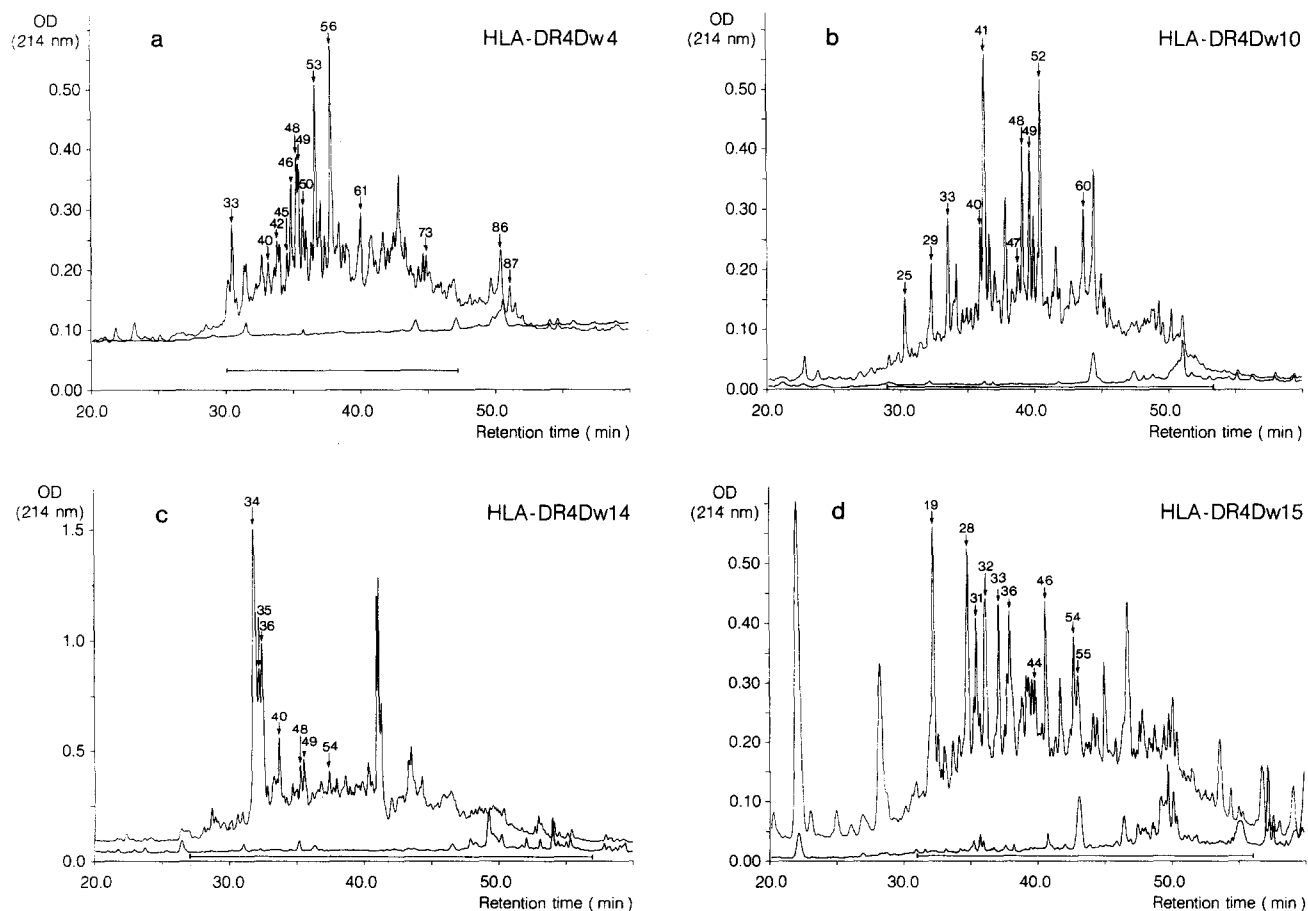 OD
(214 nm)
a
HLA-DR4Dw4
0.50
0.40
0.30
0.20
0.10
0.00
33
40
42
45
46
48
49
50
53
56
61
73
86
87
20.0 30.0 40.0 50.0
Retention time ( min )
OD
(214 nm)
b
HLA-DR4Dw10
0.50
0.40
0.30
0.20
0.10
0.00
25
29
33
40
41
47
48
49
52
60
20.0 30.0 40.0 50.0
Retention time ( min )
OD
(214 nm)
c
HLA-DR4Dw14
1.5
1.0
0.5
0.0
34
35
36
40
48
49
54
20.0 30.0 40.0 50.0
Retention time ( min )
OD
(214 nm)
d
HLA-DR4Dw15
0.60
0.50
0.40
0.30
0.20
0.10
0.00
19
28
31
32
33
36
44
46
54
55
20.0 30.0 40.0 50.0 60.0
Retention time ( min )